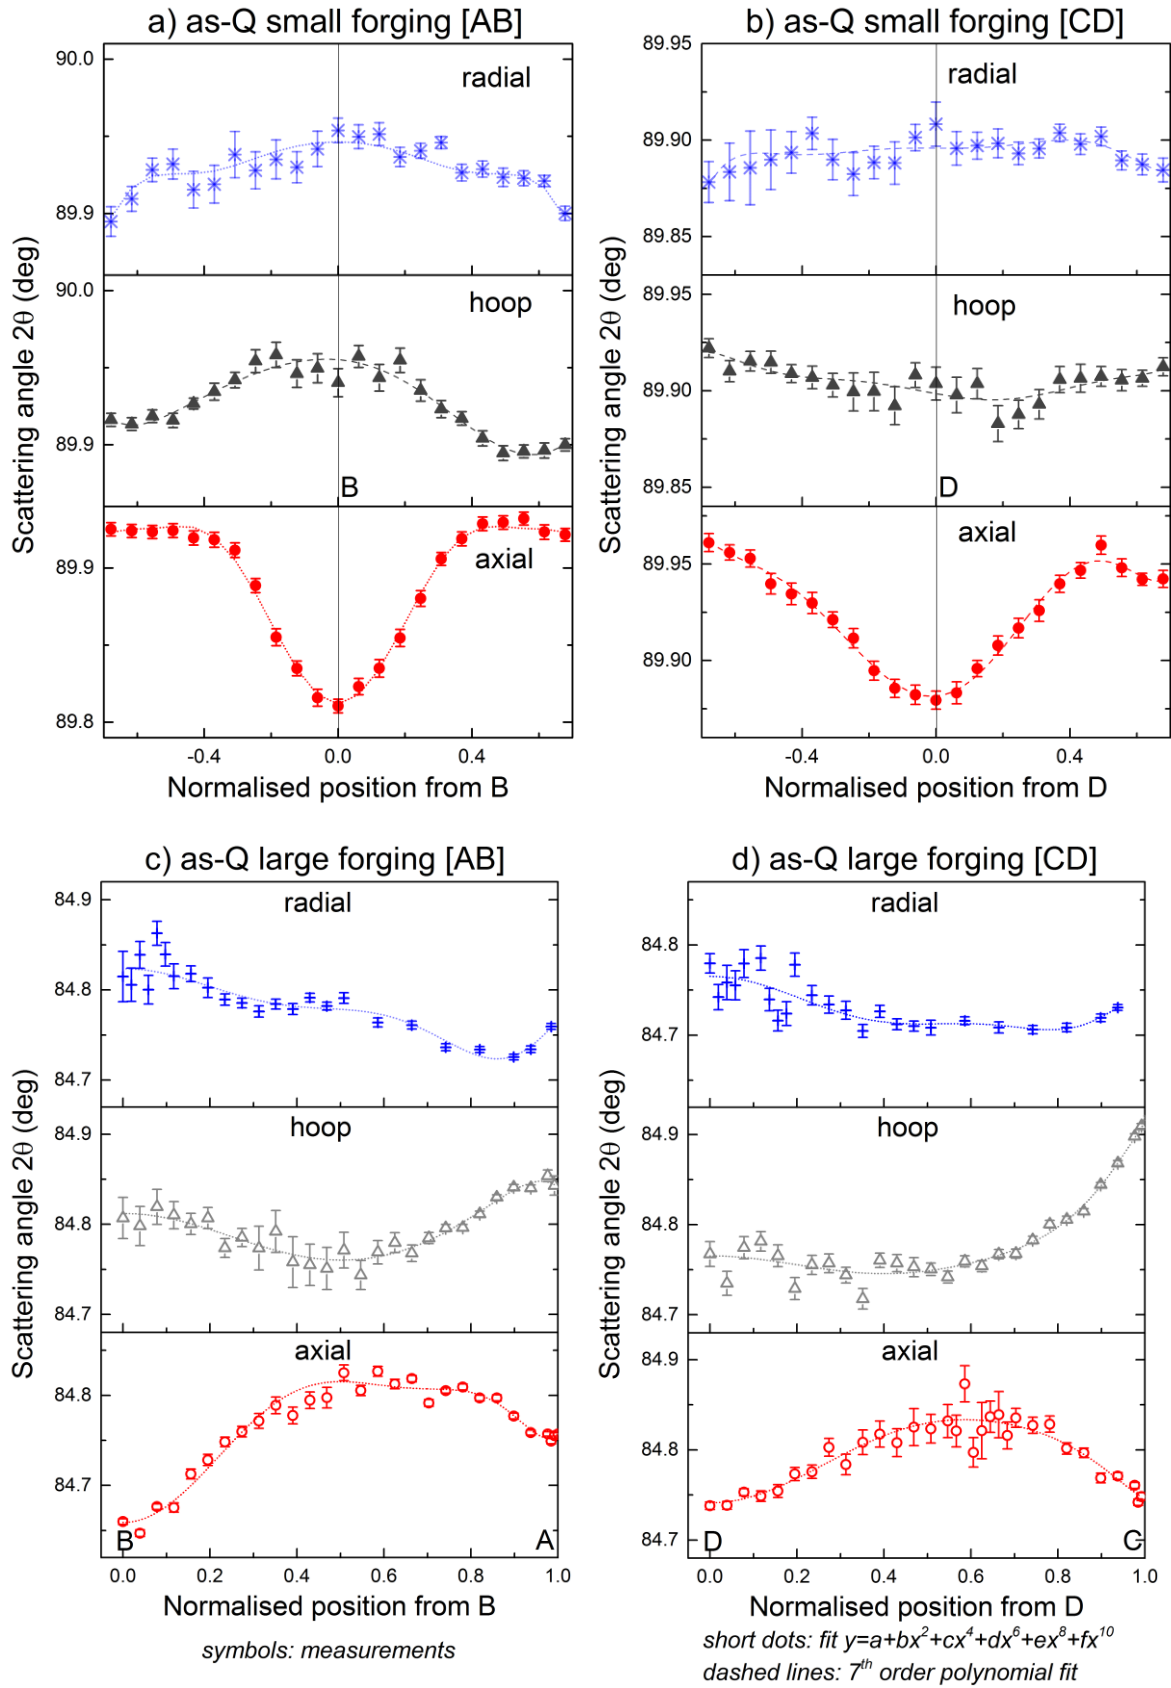 a) as-Q small forging [AB]
90.0
radial
89.9
90.0
hoop
89.9
B
axial
89.9
89.8
-0.4
0.0
0.4
Scattering angle 2θ (deg)
Normalised position from B
b) as-Q small forging [CD]
89.95
radial
89.90
89.85
89.95
hoop
89.90
89.85
D
axial
89.95
89.90
-0.4
0.0
0.4
Scattering angle 2θ (deg)
Normalised position from D
c) as-Q large forging [AB]
84.9
radial
84.8
84.7
hoop
84.8
84.7
axial
84.8
84.7
B
A
0.0
0.2
0.4
0.6
0.8
1.0
Scattering angle 2θ (deg)
Normalised position from B
symbols: measurements
d) as-Q large forging [CD]
radial
84.8
84.7
84.9
hoop
84.8
84.7
84.9
axial
84.8
84.7
D
C
0.0
0.2
0.4
0.6
0.8
1.0
Scattering angle 2θ (deg)
Normalised position from D
short dots: fit y=a+bx²+cx⁴+dx⁶+ex⁸+fx¹⁰
dashed lines: 7ᵗʰ order polynomial fit